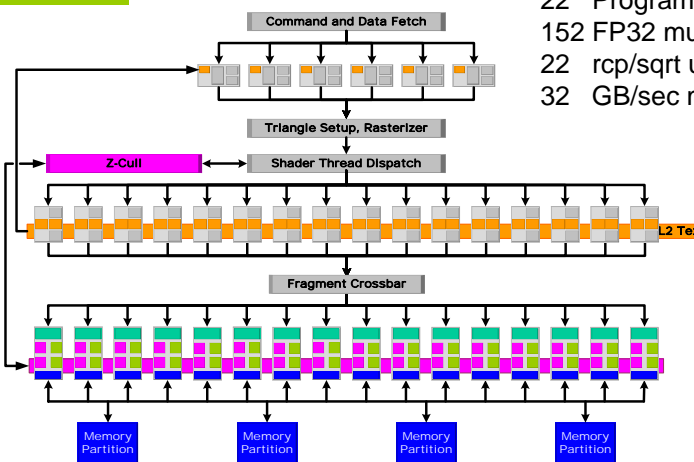 22 Program
152 FP32 mu
22 rcp/sqrt u
32 GB/sec
Command and Data Fetch
Triangle Setup, Rasterizer
Z-Cull
Shader Thread Dispatch
L2 Te
Fragment Crossbar
Memory
Partition
Memory
Partition
Memory
Partition
Memory
Partition